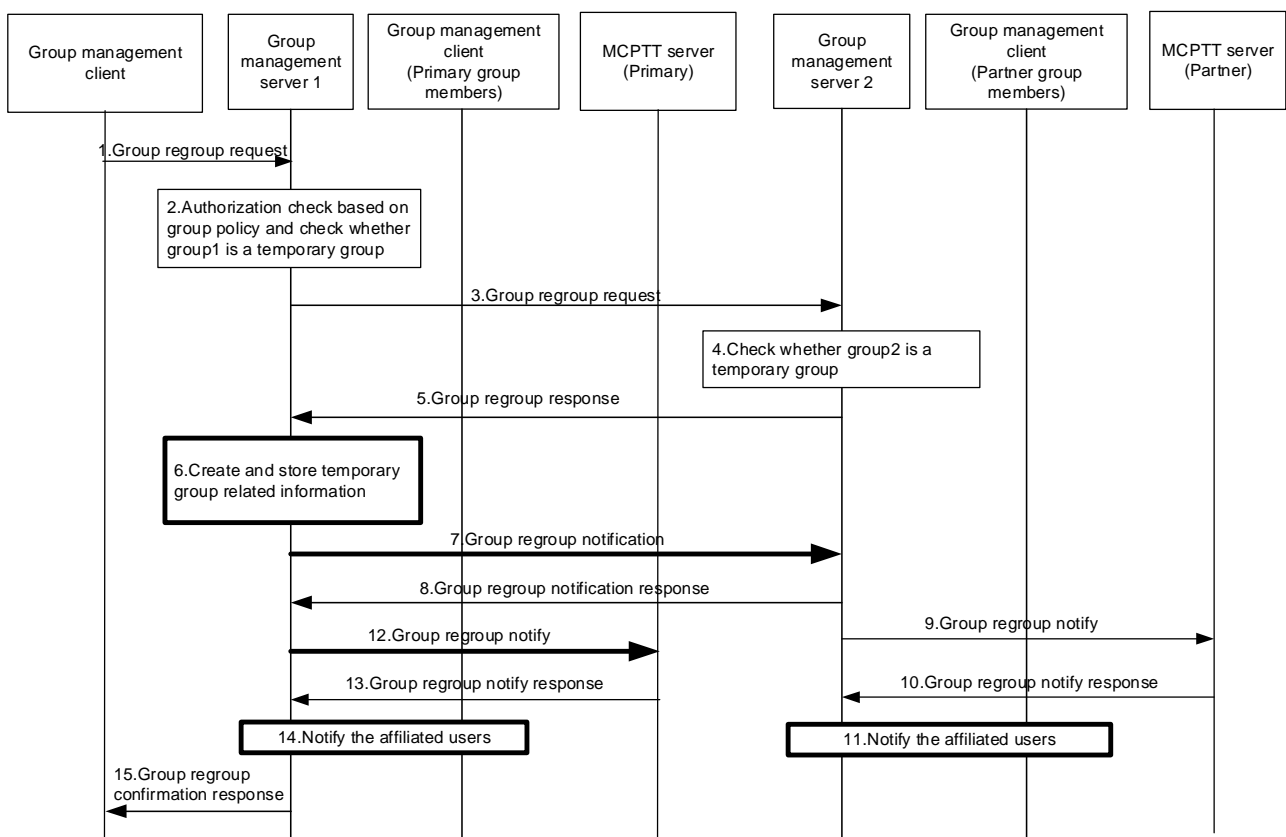 Group management
client
Group
management
server 1
Group management
client
(Primary group
members)
MCPTT server
(Primary)
Group
management
server 2
Group management
client
(Partner group
members)
MCPTT server
(Partner)
1.Group regroup request
2.Authorization check based on
group policy and check whether
group1 is a temporary group
3.Group regroup request
4.Check whether group2 is a
temporary group
5.Group regroup response
6.Create and store temporary
group related information
7.Group regroup notification
8.Group regroup notification response
12.Group regroup notify
9.Group regroup notify
13.Group regroup notify response
10.Group regroup notify response
14.Notify the affiliated users
11.Notify the affiliated users
15.Group regroup
confirmation response